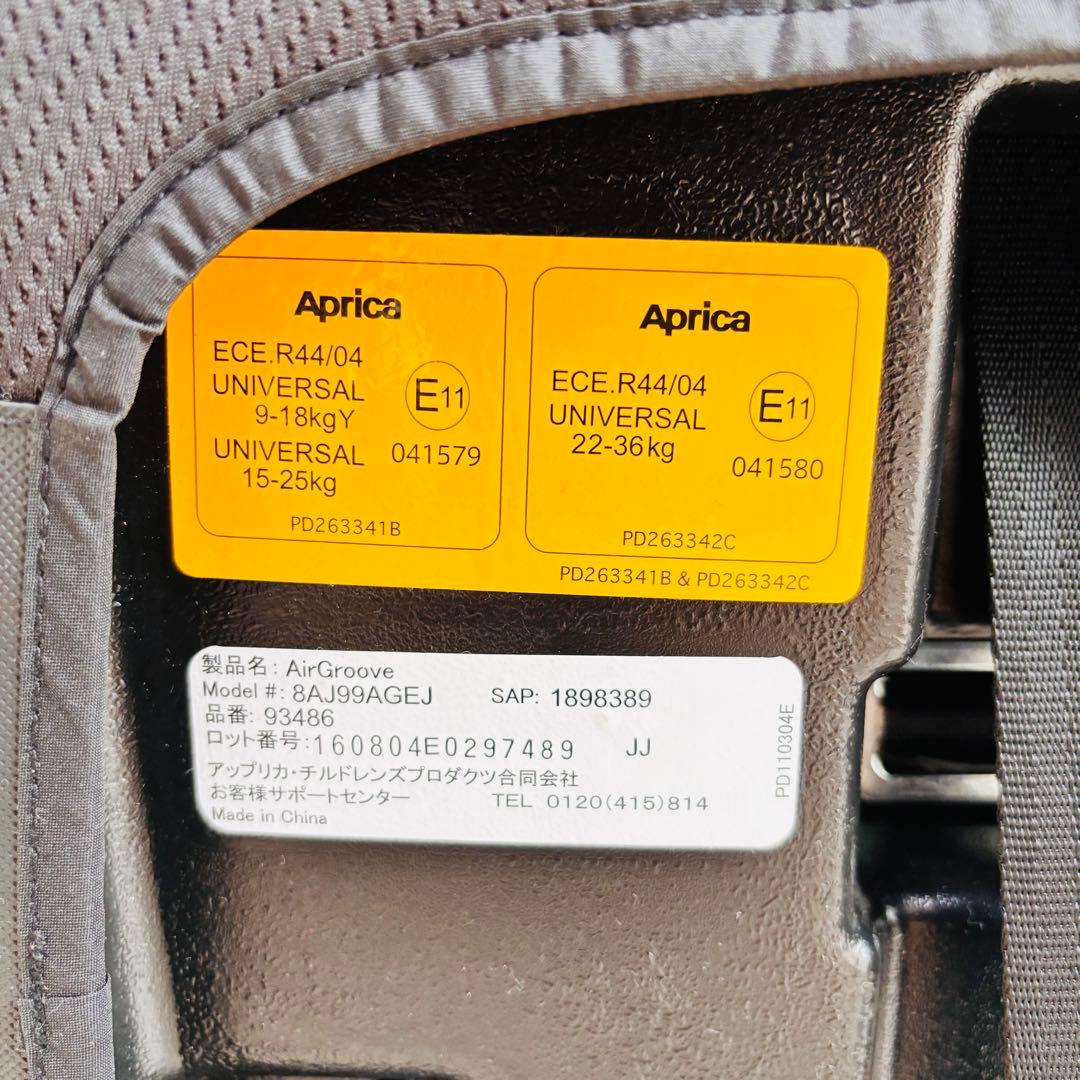 Aprica
ECE.R44/04
UNIVERSAL
9-18kgY
E11
UNIVERSAL
15-25kg
041579
PD263341B
Aprica
ECE.R44/04
UNIVERSAL
22-36kg
E11
041580
PD263342C
PD263341B & PD263342C
製品名: AirGroove
Model #: 8AJ99AGEJ SAP: 1898389
品番: 93486
ロット番号:160804E0297489 JJ
アップリカ・チルドレンズプロダクツ合同会社
お客様サポートセンター TEL 0120(415)814
Made in China
PD110304E